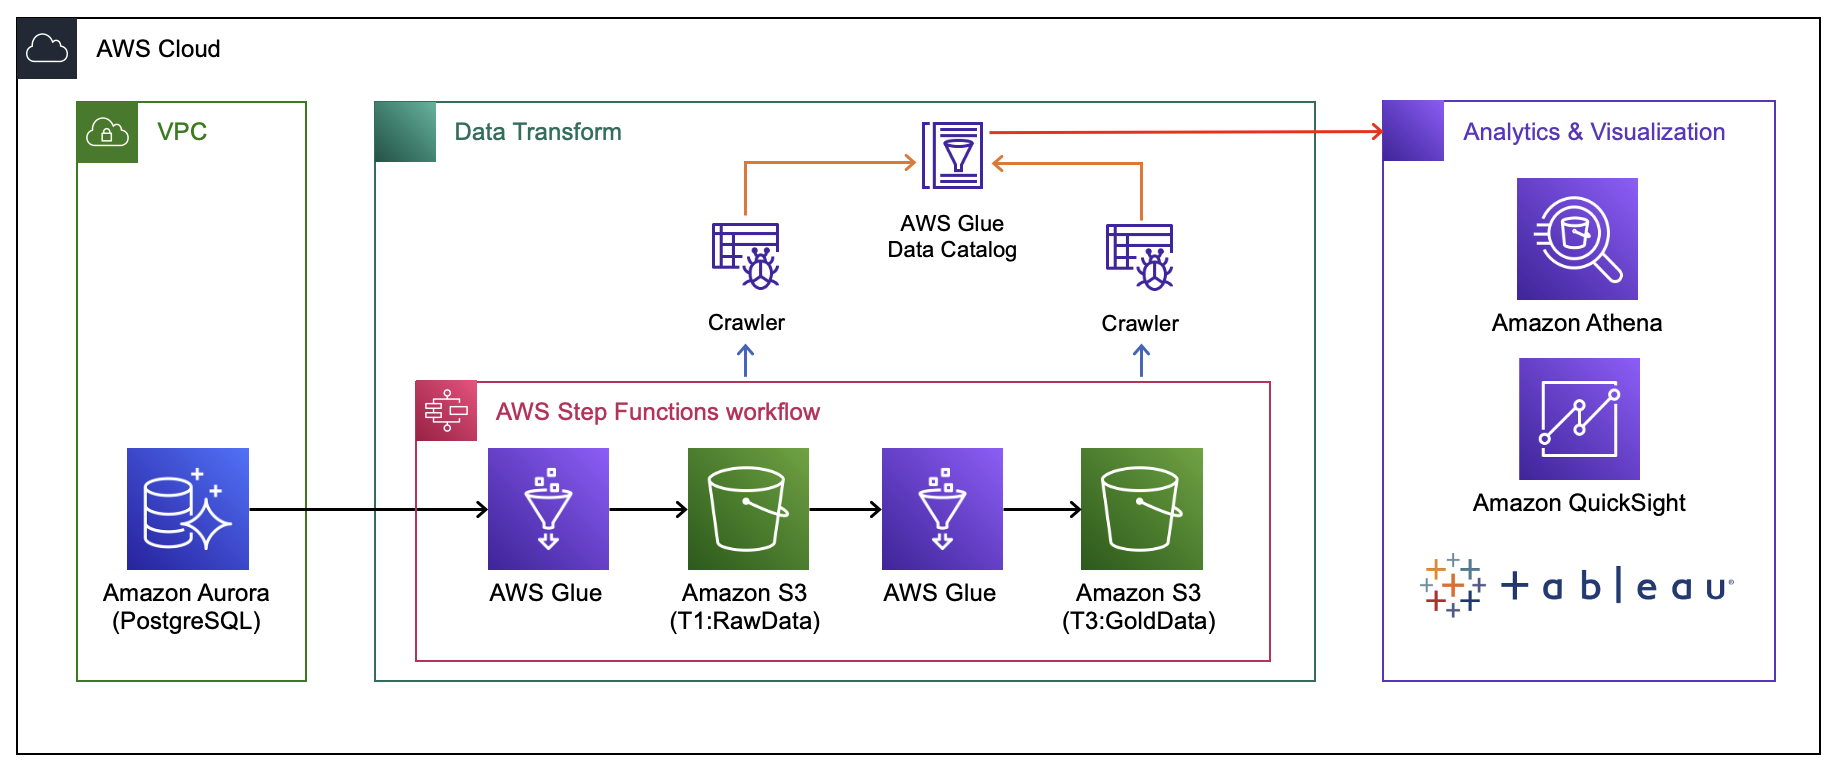 AWS Cloud
VPC
Data Transform
Analytics & Visualization
AWS Glue
Data Catalog
Crawler
Crawler
Amazon Athena
AWS Step Functions workflow
Amazon QuickSight
Amazon Aurora
(PostgreSQL)
AWS Glue
Amazon S3
(T1:RawData)
AWS Glue
Amazon S3
(T3:GoldData)
+ableau®